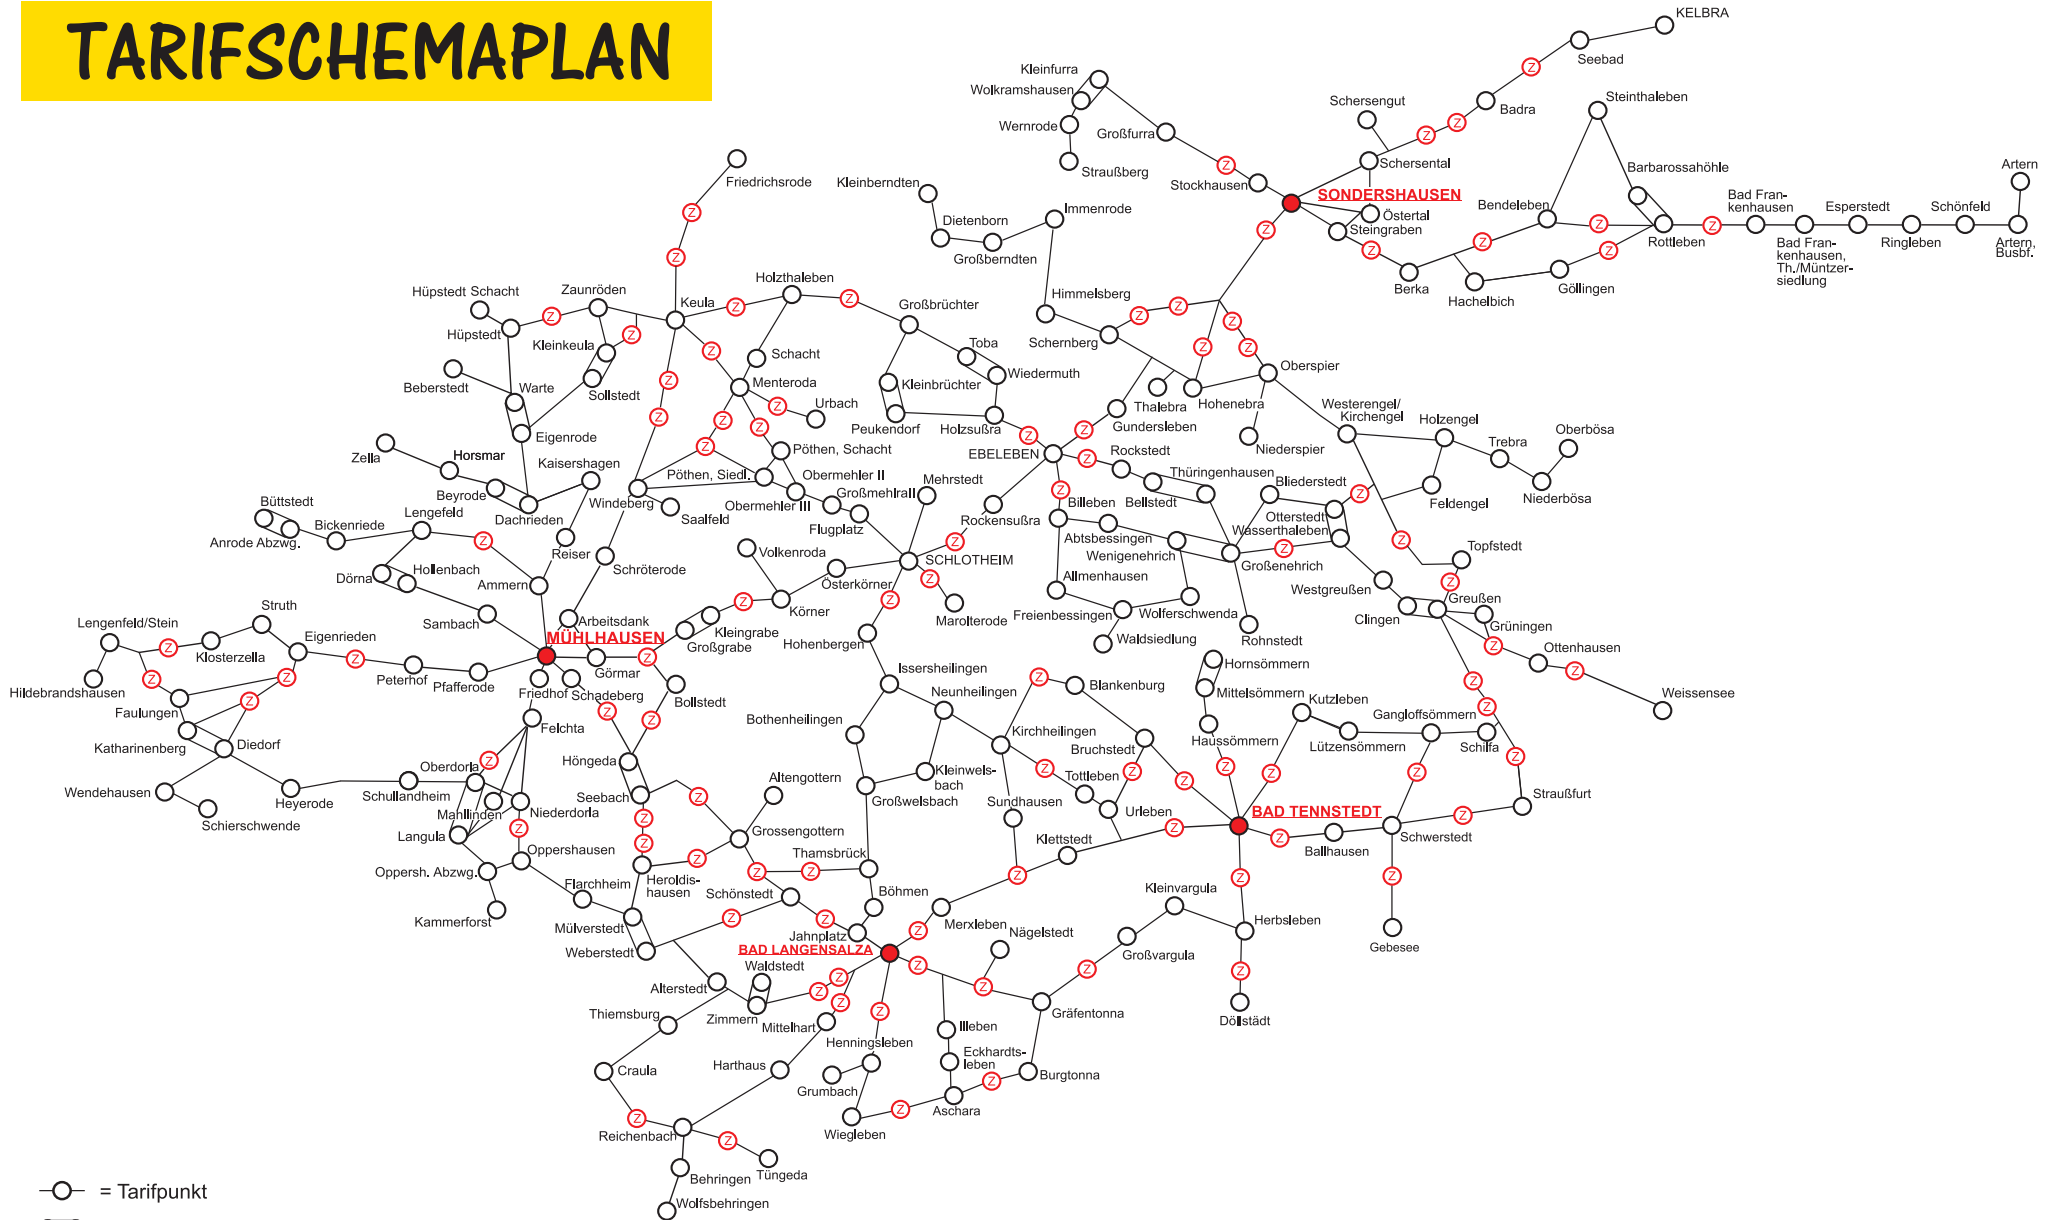 TARIFSCHEMAPLAN
KELBRA
Seebad
Kleinfurra
Wolkramshausen
Wernrode
Großfurra
Straußberg
Stockhausen
Schersengut
Badra
Steinthaleben
Schersental
SONDERSHAUSEN
Östertal
Steingraben
Barbarossahöhle
Bendeleben
Rottleben
Bad Fran-
kenhausen
Bad Fran-
kenhausen,
Th./Müntzer-
siedlung
Esperstedt
Ringleben
Schönfeld
Artern
Artern,
Busbf.
Berka
Hachelbich
Göllingen
Friedrichsrode
Kleinberndten
Dietenborn
Großberndten
Immenrode
Himmelsberg
Schernberg
Holzthaleben
Großbrüchter
Keula
Zaunröden
Hüpstedt Schacht
Hüpstedt
Kleinkeula
Beberstedt
Warte
Sollstedt
Eigenrode
Schacht
Menteroda
Urbach
Toba
Wiedermuth
Kleinbrüchter
Peukendorf
Holzsußra
Thalebra
Hohenebra
Gundersleben
Oberspier
Niederspier
Westerengel/
Kirchengel
Holzengel
Trebra
Oberbösa
Niederbösa
Feldengel
Zella
Horsmar
Beyrode
Kaisershagen
Dachrieden
Windeberg
Saalfeld
Pöthen, Siedl.
Pöthen, Schacht
Obermehler II
Obermehler III
Großmehlra
Flugplatz
Mehrstedt
EBELEBEN
Rockstedt
Bellstedt
Thüringenhausen
Rockensußra
Billeben
Abtsbessingen
Wenigenehrich
Bliederstedt
Otterstedt
Wasserthaleben
Großenehrich
Topfstedt
Büttstedt
Anrode Abzwg.
Bickenriede
Lengefeld
Dörna
Hollenbach
Ammern
Reiser
Schröterode
Sambach
Volkenroda
Österkörner
Körner
SCHLOTHEIM
Marolterode
Allmenhausen
Freienbessingen
Wolferschwenda
Waldsiedlung
Rohnstedt
Westgreußen
Clingen
Greußen
Grüningen
Ottenhausen
Weissensee
Lengenfeld/Stein
Struth
Klosterzella
Eigenrieden
Hildebrandshausen
Peterhof
Pfafferode
MÜHLHAUSEN
Arbeitsdank
Görmar
Kleingrabe
Großgrabe
Hohenbergen
Friedhof
Schadeberg
Bollstedt
Faulungen
Katharinenberg
Diedorf
Felchta
Issersheilingen
Neunheilingen
Bothenheilingen
Kirchheilingen
Blankenburg
Bruchstedt
Hornsömmern
Mittelsömmern
Haussömmern
Kutzleben
Lützensömmern
Gangloffsömmern
Schilfa
Wendehausen
Schierschwende
Heyerode
Schullandheim
Oberdorla
Mahllinden
Niederdorla
Langula
Höngeda
Seebach
Altengottern
Grossengottern
Kleinwels-
bach
Großwelsbach
Sundhausen
Tottleben
Urleben
Klettstedt
BAD TENNSTEDT
Ballhausen
Schwerstedt
Straußfurt
Oppersh. Abzwg.
Oppershausen
Kammerforst
Flarchheim
Heroldis-
hausen
Thamsbrück
Schönstedt
Böhmen
Mülverstedt
Weberstedt
Jahnplatz
BAD LANGENSALZA
Merxleben
Nägelstedt
Kleinvargula
Großvargula
Herbsleben
Gebesee
Döllstädt
Waldstedt
Alterstedt
Zimmern
Thiemsburg
Mittelhart
Henningsleben
Illeben
Eckhardts-
leben
Gräfentonna
Burgtonna
Craula
Harthaus
Grumbach
Wiegleben
Aschara
Reichenbach
Tüngeda
Behringen
Wolfsbehringen
= Tarifpunkt